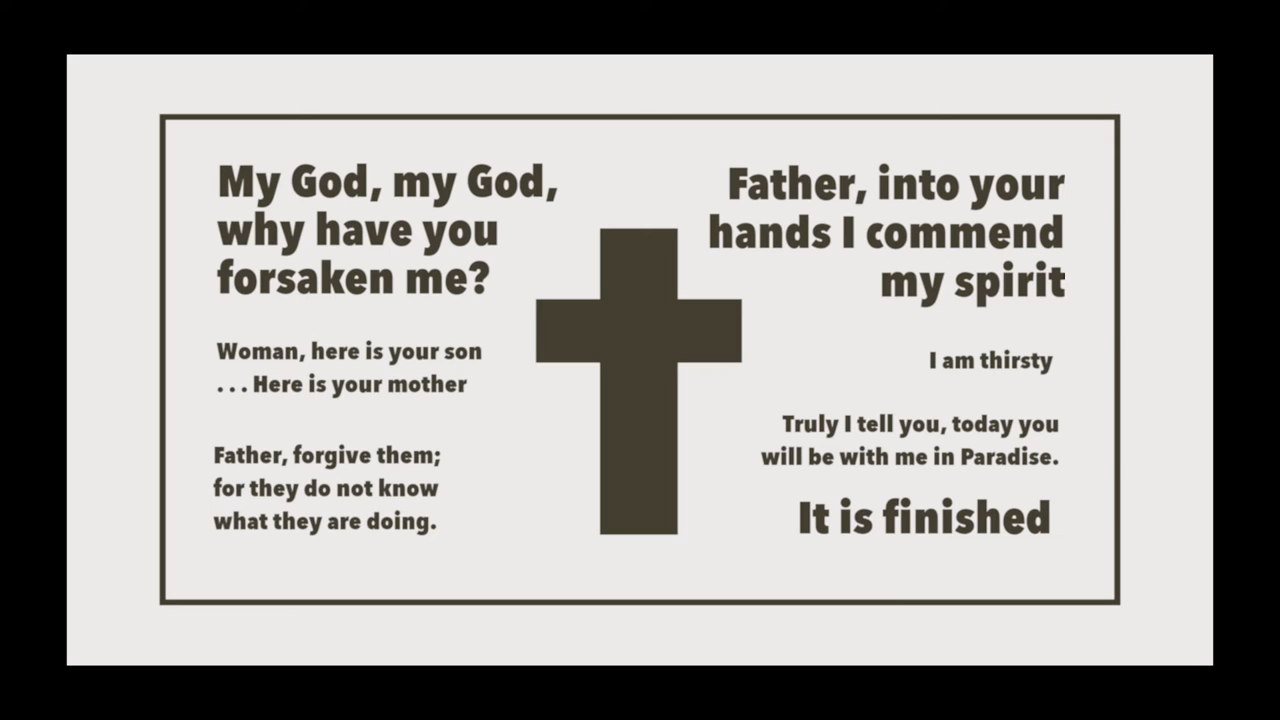 My God, my God,
why have you
forsaken me?
Woman, here is your son
. . . Here is your mother
Father, forgive them;
for they do not know
what they are doing.
Father, into your
hands I commend
my spirit
I am thirsty
Truly I tell you, today you
will be with me in Paradise.
It is finished